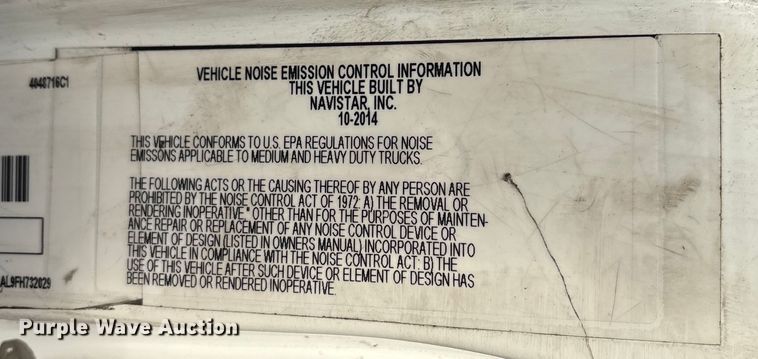 4048716C1
AL9FH732029
VEHICLE NOISE EMISSION CONTROL INFORMATION
THIS VEHICLE BUILT BY
NAVISTAR, INC.
10-2014
THIS VEHICLE CONFORMS TO U.S. EPA REGULATIONS FOR NOISE
EMISSONS APPLICABLE TO MEDIUM AND HEAVY DUTY TRUCKS.
THE FOLLOWING ACTS OR THE CAUSING THEREOF BY ANY PERSON ARE
PROHIBITED BY THE NOISE CONTROL ACT OF 1972: A) THE REMOVAL OR
RENDERING INOPERATIVE" OTHER THAN FOR THE PURPOSES OF MAINTEN-
ANCE REPAIR OR REPLACEMENT OF ANY NOISE CONTROL DEVICE OR
ELEMENT OF DESIGN (LISTED IN OWNERS MANUAL) INCORPORATED INTO
THIS VEHICLE IN COMPLIANCE WITH THE NOISE CONTROL ACT: B) THE
USE OF THIS VEHICLE AFTER SUCH DEVICE OR ELEMENT OF DESIGN HAS
BEEN REMOVED OR RENDERED INOPERATIVE.
Purple Wave Auction